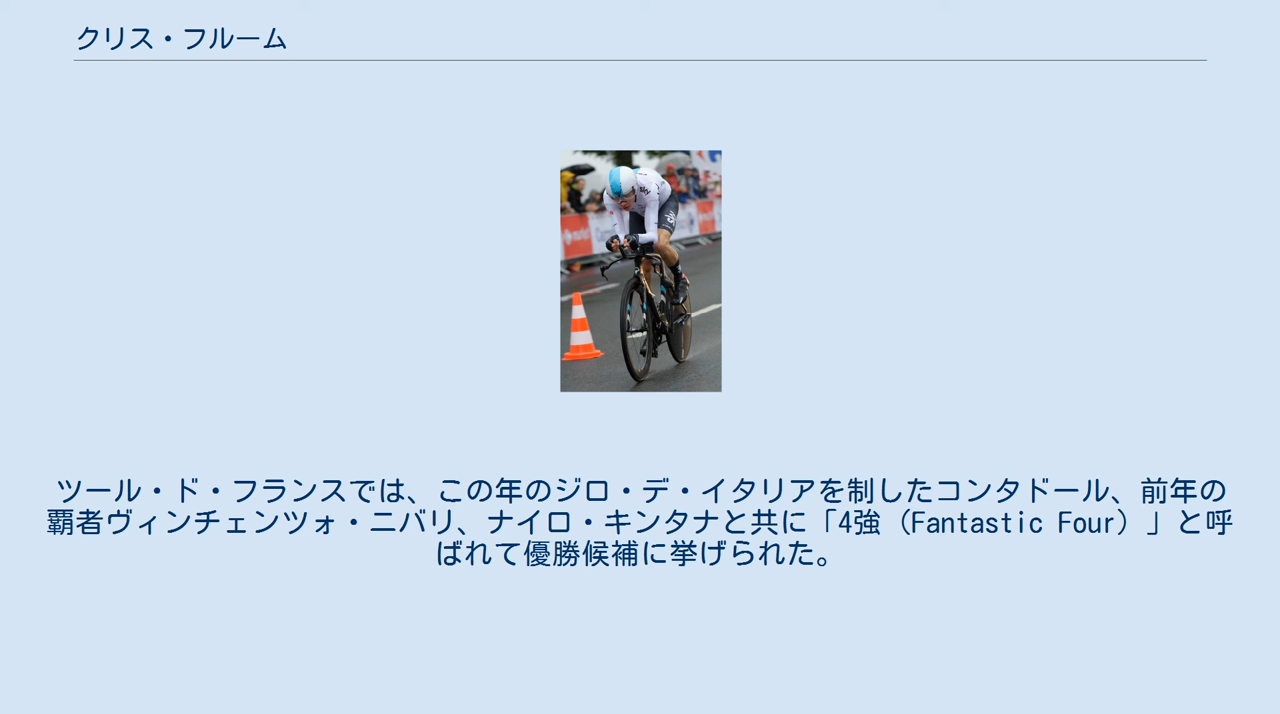 クリス・フルーム
ツール・ド・フランスでは、この年のジロ・デ・イタリアを制したコンタドール、前年の
覇者ヴィンチェンツォ・ニバリ、ナイロ・キンタナと共に「4強（Fantastic Four）」と呼
ばれて優勝候補に挙げられた。